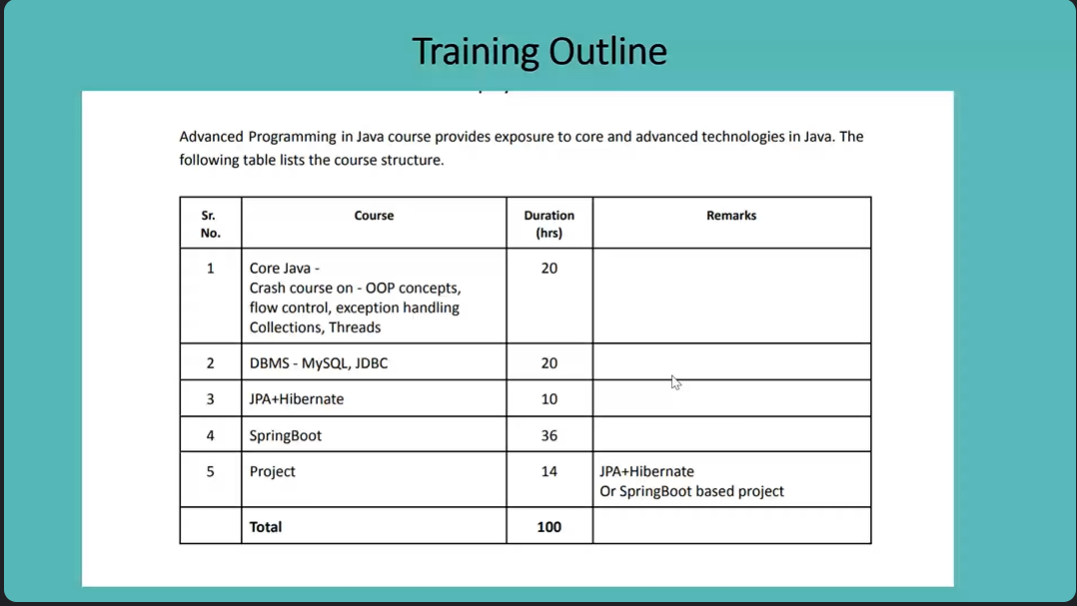 Training Outline
Advanced Programming in Java course provides exposure to core and advanced technologies in Java. The
following table lists the course structure.
Sr. No. Course Duration (hrs) Remarks
1 Core Java - 20
Crash course on - OOP concepts,
flow control, exception handling
Collections, Threads
2 DBMS - MySQL, JDBC 20
3 JPA+Hibernate 10
4 SpringBoot 36
5 Project 14 JPA+Hibernate
Or SpringBoot based project
Total 100